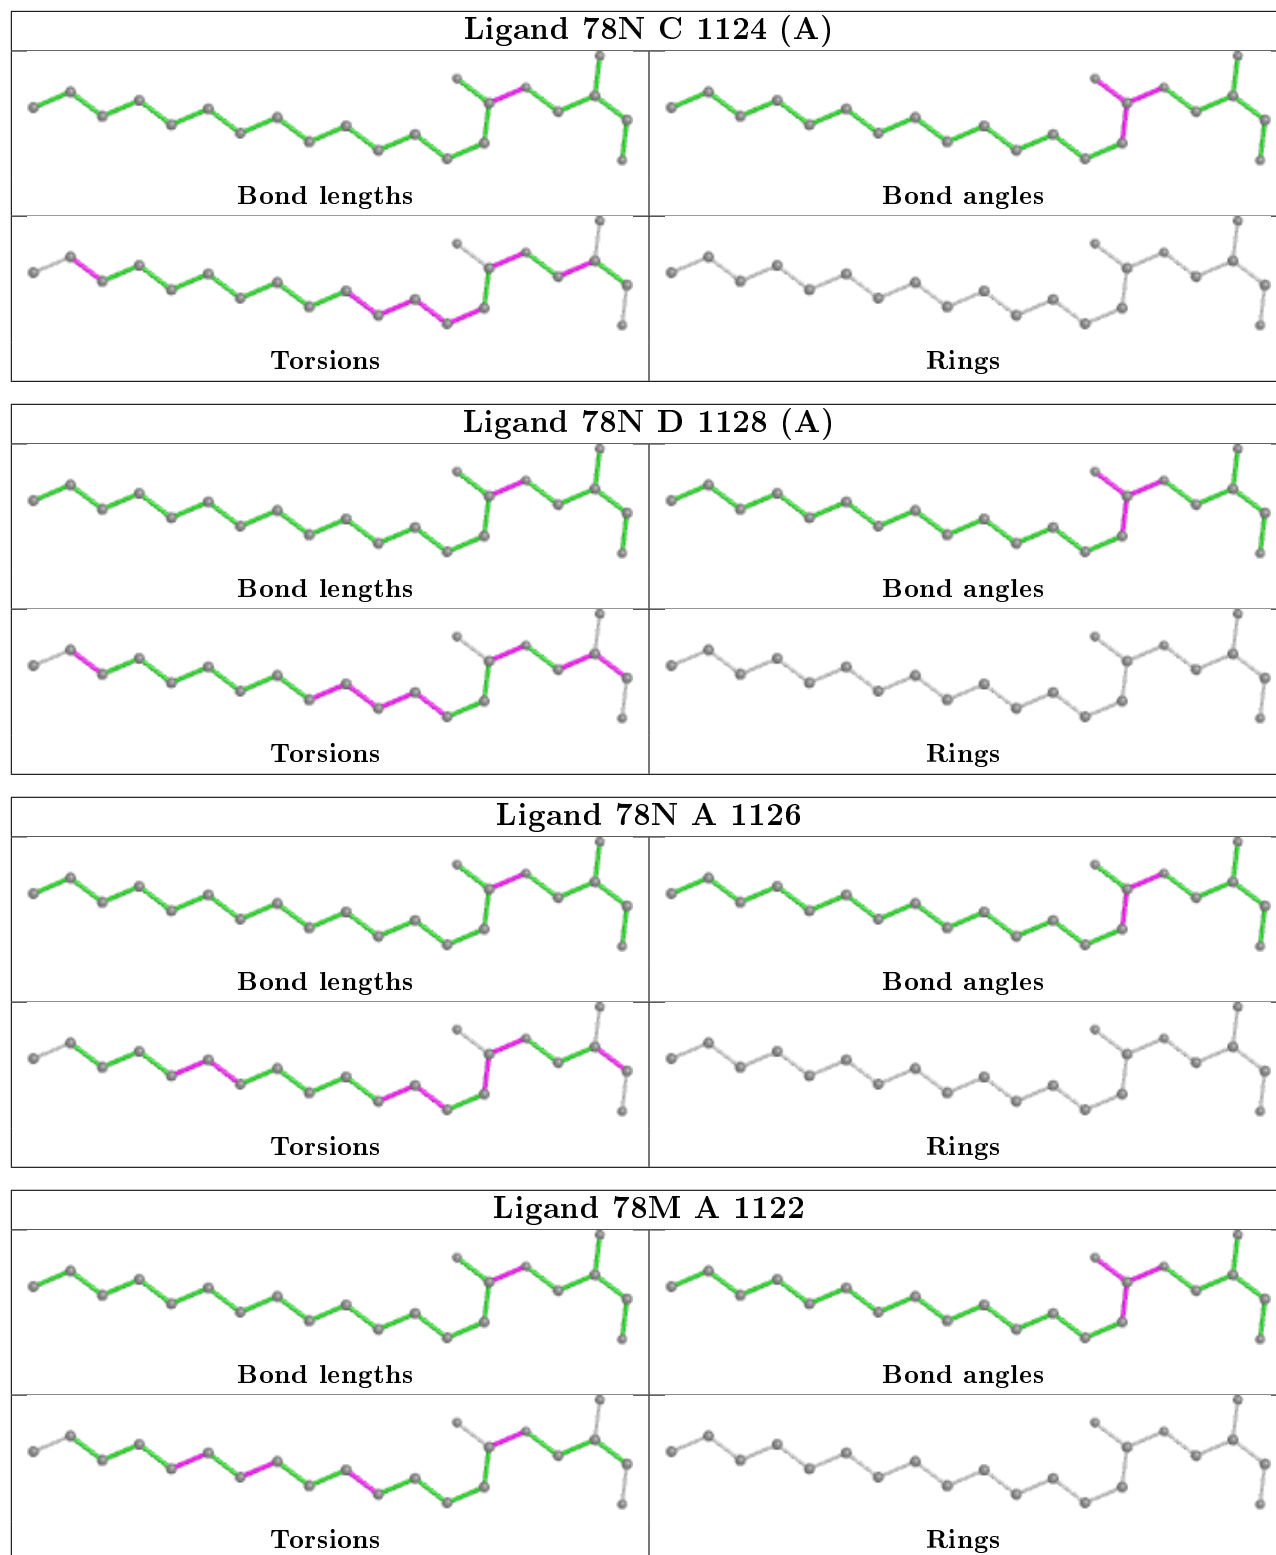 Ligand 78N C 1124 (A)
Bond lengths
Bond angles
Torsions
Rings
Ligand 78N D 1128 (A)
Bond lengths
Bond angles
Torsions
Rings
Ligand 78N A 1126
Bond lengths
Bond angles
Torsions
Rings
Ligand 78M A 1122
Bond lengths
Bond angles
Torsions
Rings